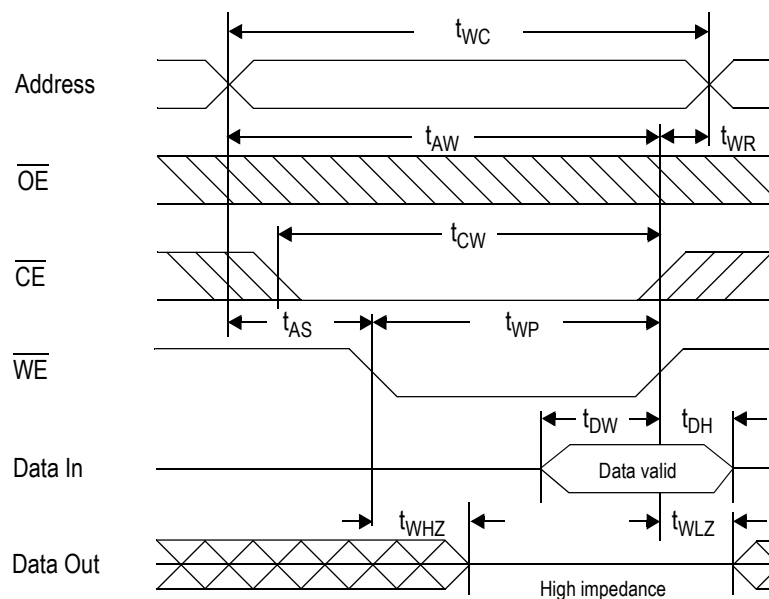 tWC
Address
tAW
tWR
OE
tCW
CE
tAS
tWP
WE
tDW
tDH
Data In
Data valid
tWHZ
tWLZ
Data Out
High impedance